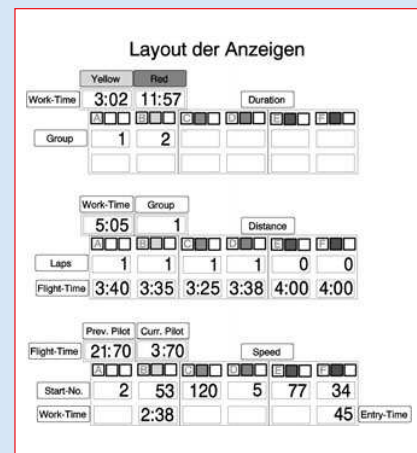 Layout der Anzeigen
Yellow Red
Work-Time 3:02 11:57 Duration
A B C D E F
Group 1 2
Work-Time Group
5:05 1 Distance
A B C D E F
Laps 1 1 1 1 0 0
Flight-Time 3:40 3:35 3:25 3:38 4:00 4:00
Prev. Pilot Curr. Pilot
Flight-Time 21:70 3:70 Speed
A B C D E F
Start-No. 2 53 120 5 77 34
Work-Time 2:38 45 Entry-Time